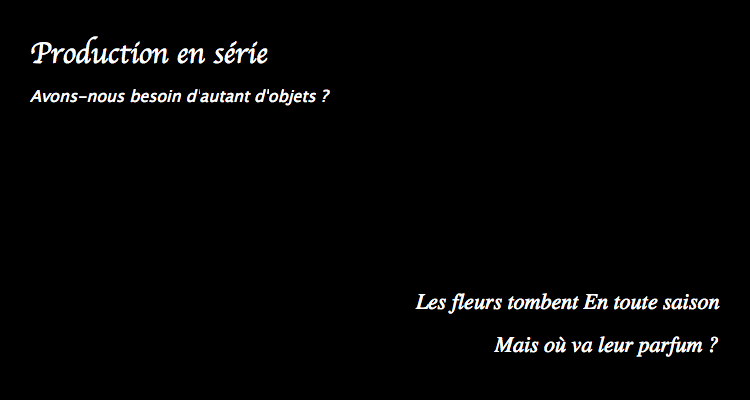 Production en série
Avons-nous besoin d'autant d'objets ?
Les fleurs tombent En toute saison
Mais où va leur parfum ?